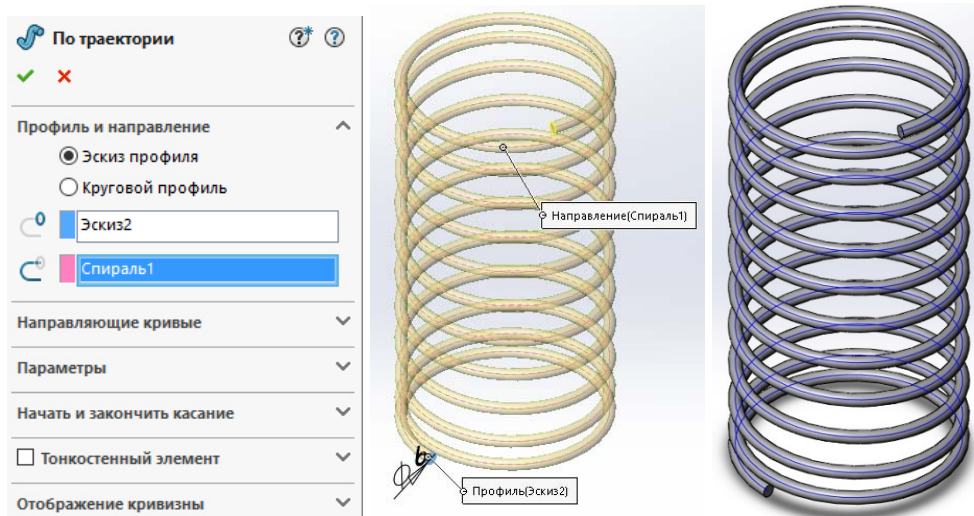 По траектории
Профиль и направление
Эскиз профиля
Круговой профиль
Эскиз2
Спираль1
Направляющие кривые
Параметры
Начать и закончить касание
Тонкостенный элемент
Отображение кривизны
Направление(Спираль1)
Профиль(Эскиз2)